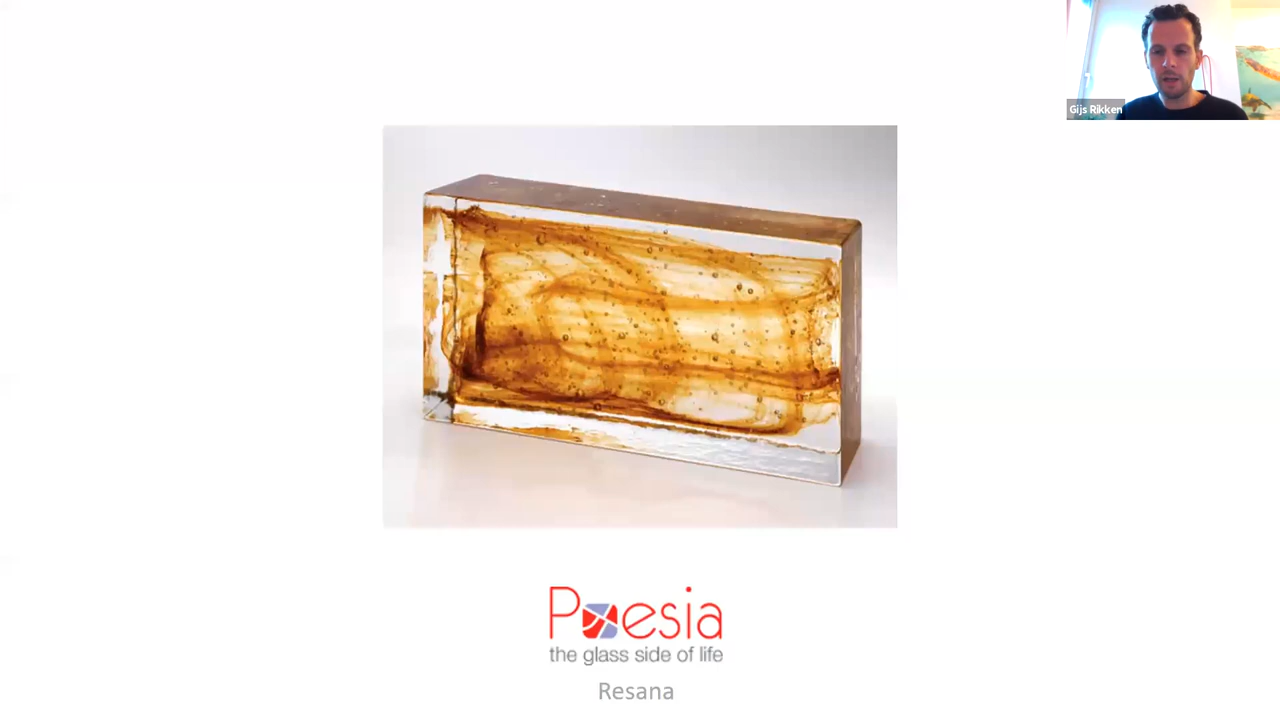 Gijs Rikken
Poesia
the glass side of life
Resana